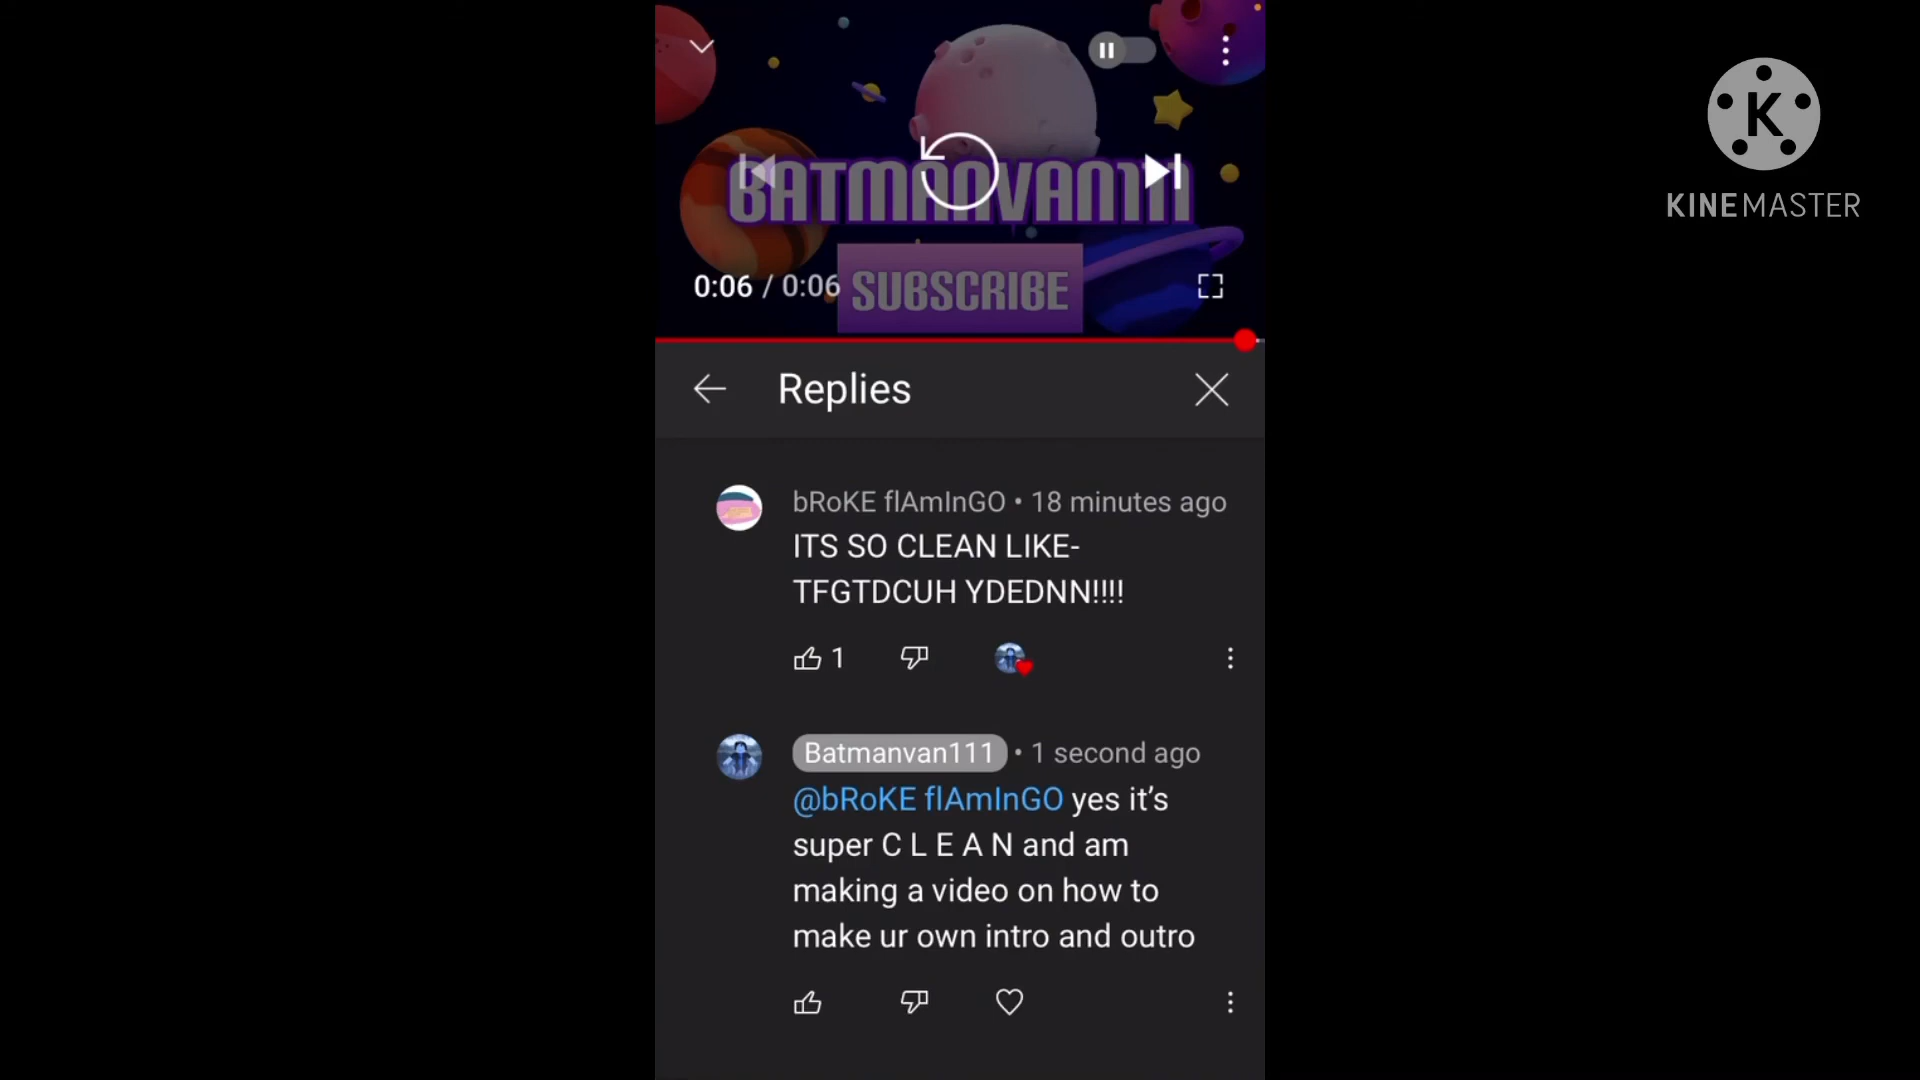 BATMANVAN111
SUBSCRIBE
0:06 / 0:06
K
KINEMASTER
Replies
bRoKE flAmInGO • 18 minutes ago
ITS SO CLEAN LIKE-
TFGTDCUH YDEDNN!!!!
1
Batmanvan111 • 1 second ago
@bRoKE flAmInGO yes it’s
super C L E A N and am
making a video on how to
make ur own intro and outro